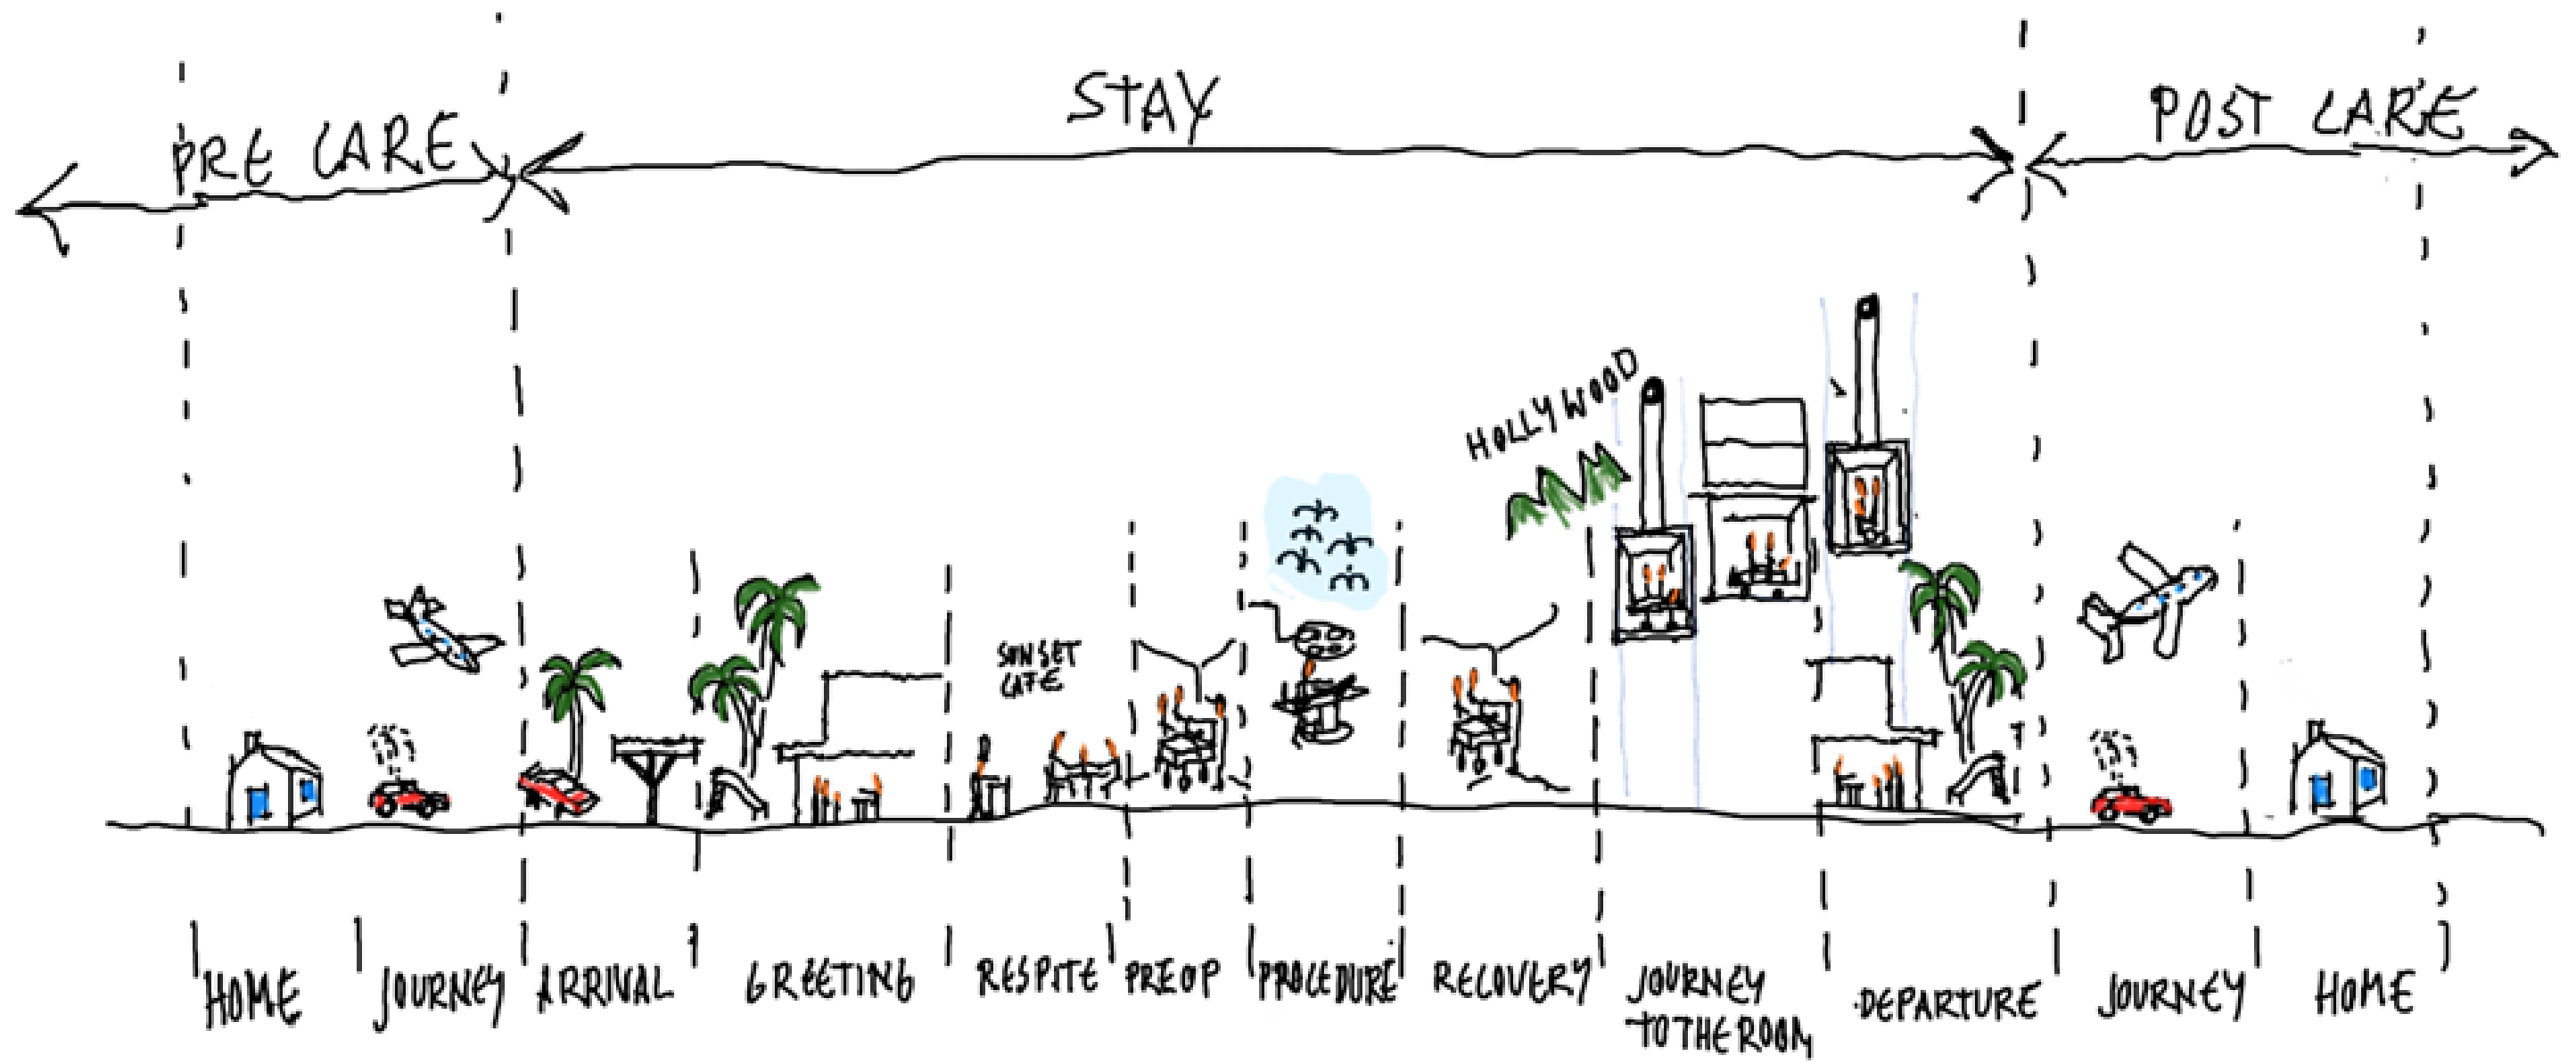 PRE CARE
STAY
POST CARE
HOLLYWOOD
SUNSET
CAFE
HOME
JOURNEY
ARRIVAL
GREETING
RESPITE
PREOP
PROCEDURE
RECOVERY
JOURNEY
TO THE ROOM
DEPARTURE
JOURNEY
HOME